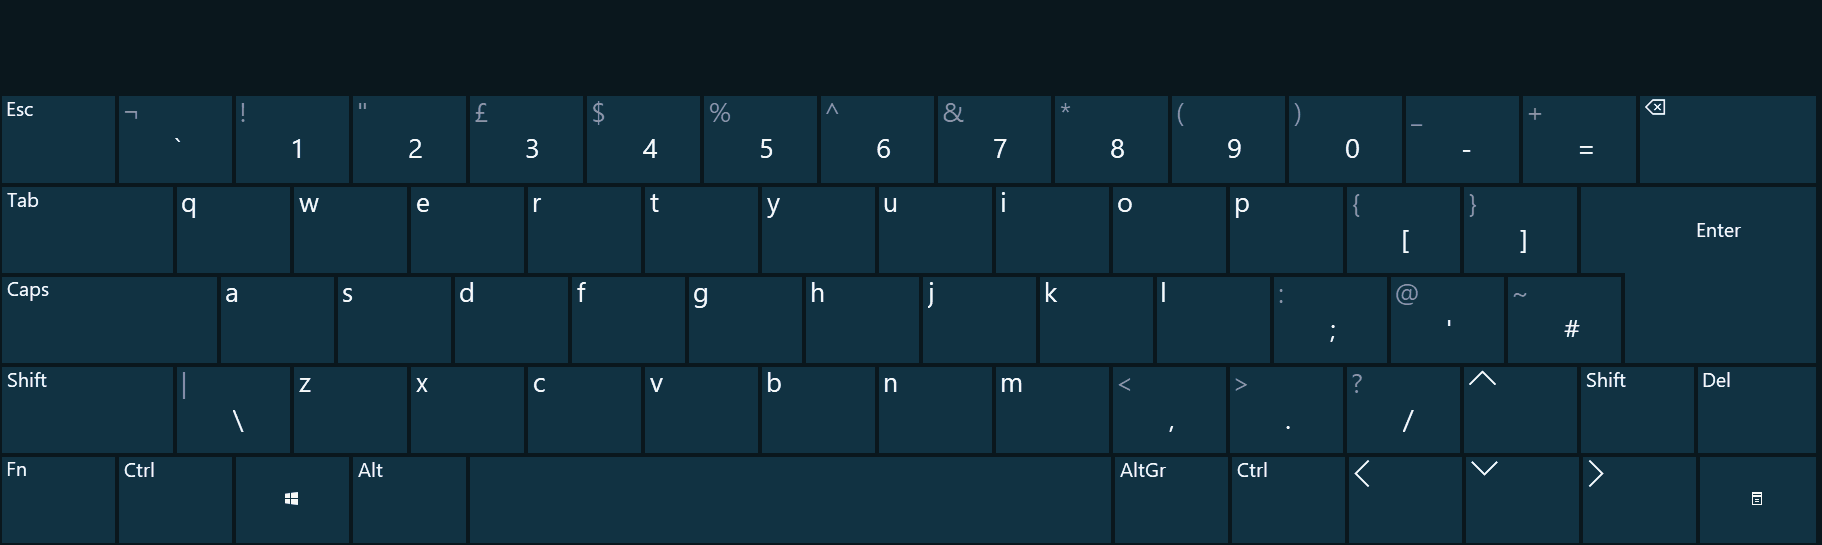 Esc ¬ ` ! 1 " 2 £ 3 $ 4 % 5 ^ 6 & 7 * 8 ( 9 ) 0 _ - + =
Tab q w e r t y u i o p { [ } ] Enter
Caps a s d f g h j k l : ; @ ' ~ #
Shift | \ z x c v b n m < , > . ? / Shift Del
Fn Ctrl Alt AltGr Ctrl